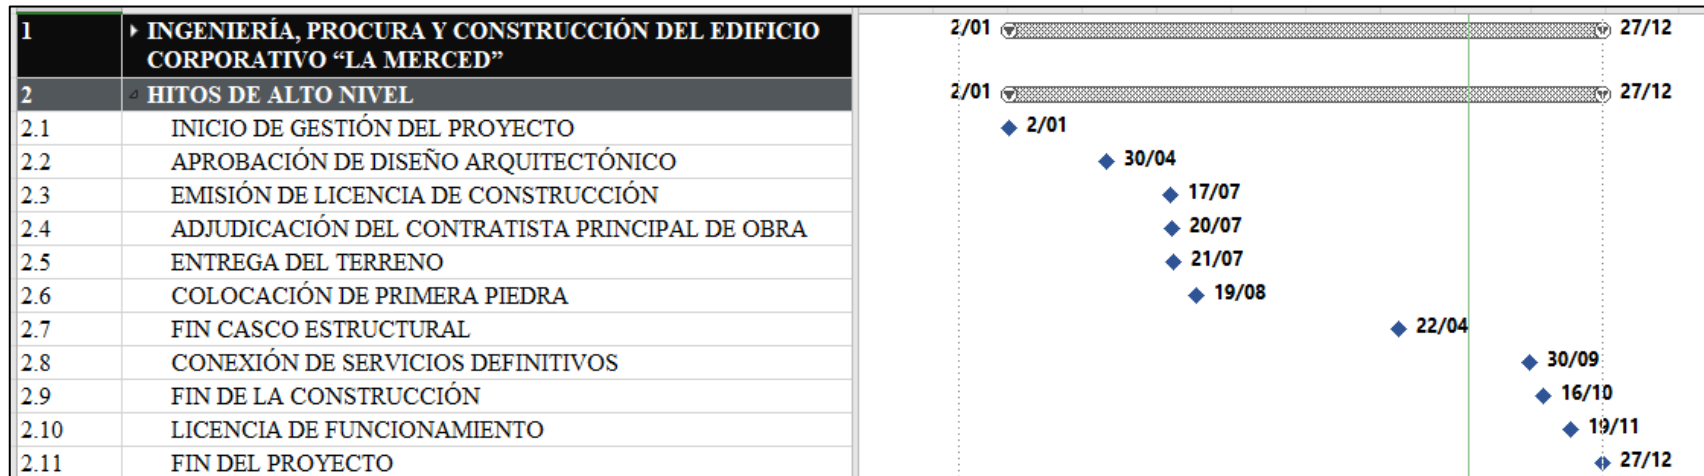 1 INGENIERÍA, PROCURA Y CONSTRUCCIÓN DEL EDIFICIO 2/01 27/12
CORPORATIVO “LA MERCED”
2 HITOS DE ALTO NIVEL 2/01 27/12
2.1 INICIO DE GESTIÓN DEL PROYECTO 2/01
2.2 APROBACIÓN DE DISEÑO ARQUITECTÓNICO 30/04
2.3 EMISIÓN DE LICENCIA DE CONSTRUCCIÓN 17/07
2.4 ADJUDICACIÓN DEL CONTRATISTA PRINCIPAL DE OBRA 20/07
2.5 ENTREGA DEL TERRENO 21/07
2.6 COLOCACIÓN DE PRIMERA PIEDRA 19/08
2.7 FIN CASCO ESTRUCTURAL 22/04
2.8 CONEXIÓN DE SERVICIOS DEFINITIVOS 30/09
2.9 FIN DE LA CONSTRUCCIÓN 16/10
2.10 LICENCIA DE FUNCIONAMIENTO 19/11
2.11 FIN DEL PROYECTO 27/12